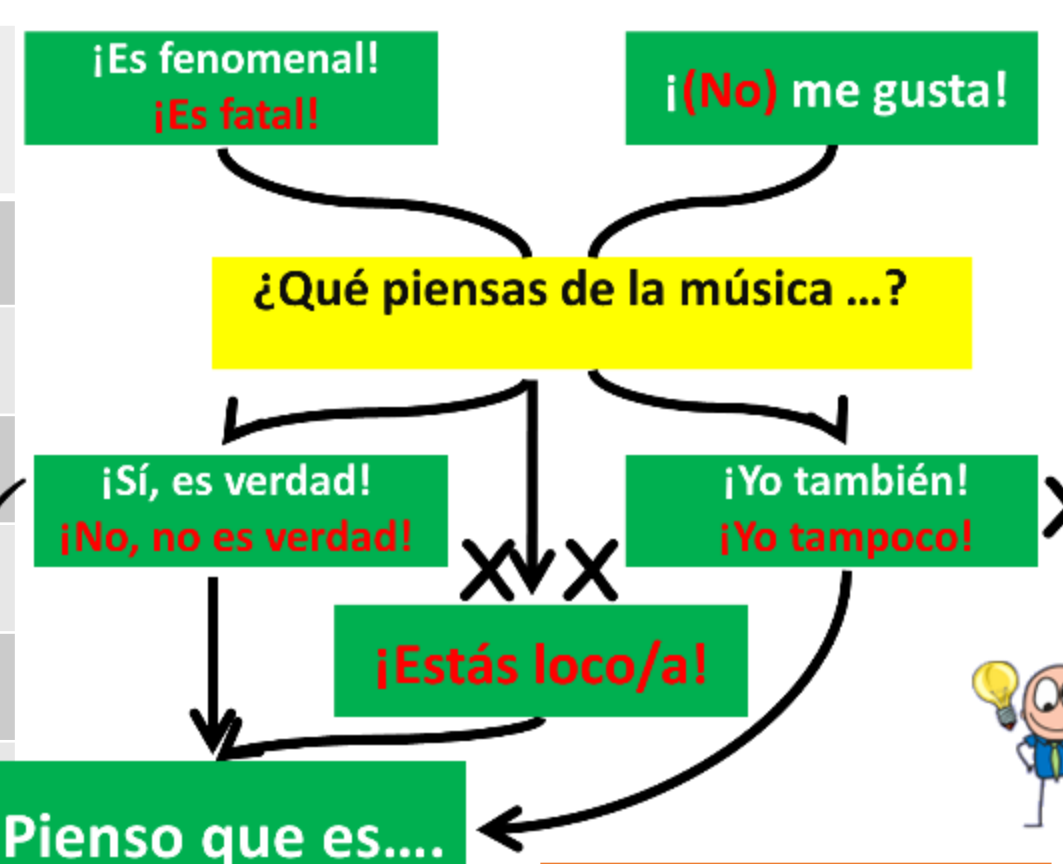 ¡Es fenomenal!
¡Es fatal!
¡(No) me gusta!
¿Qué piensas de la música ...?
¡Sí, es verdad!
¡No, no es verdad!
¡Yo también!
¡Yo tampoco!
X X
¡Estás loco/a!
Pienso que es....